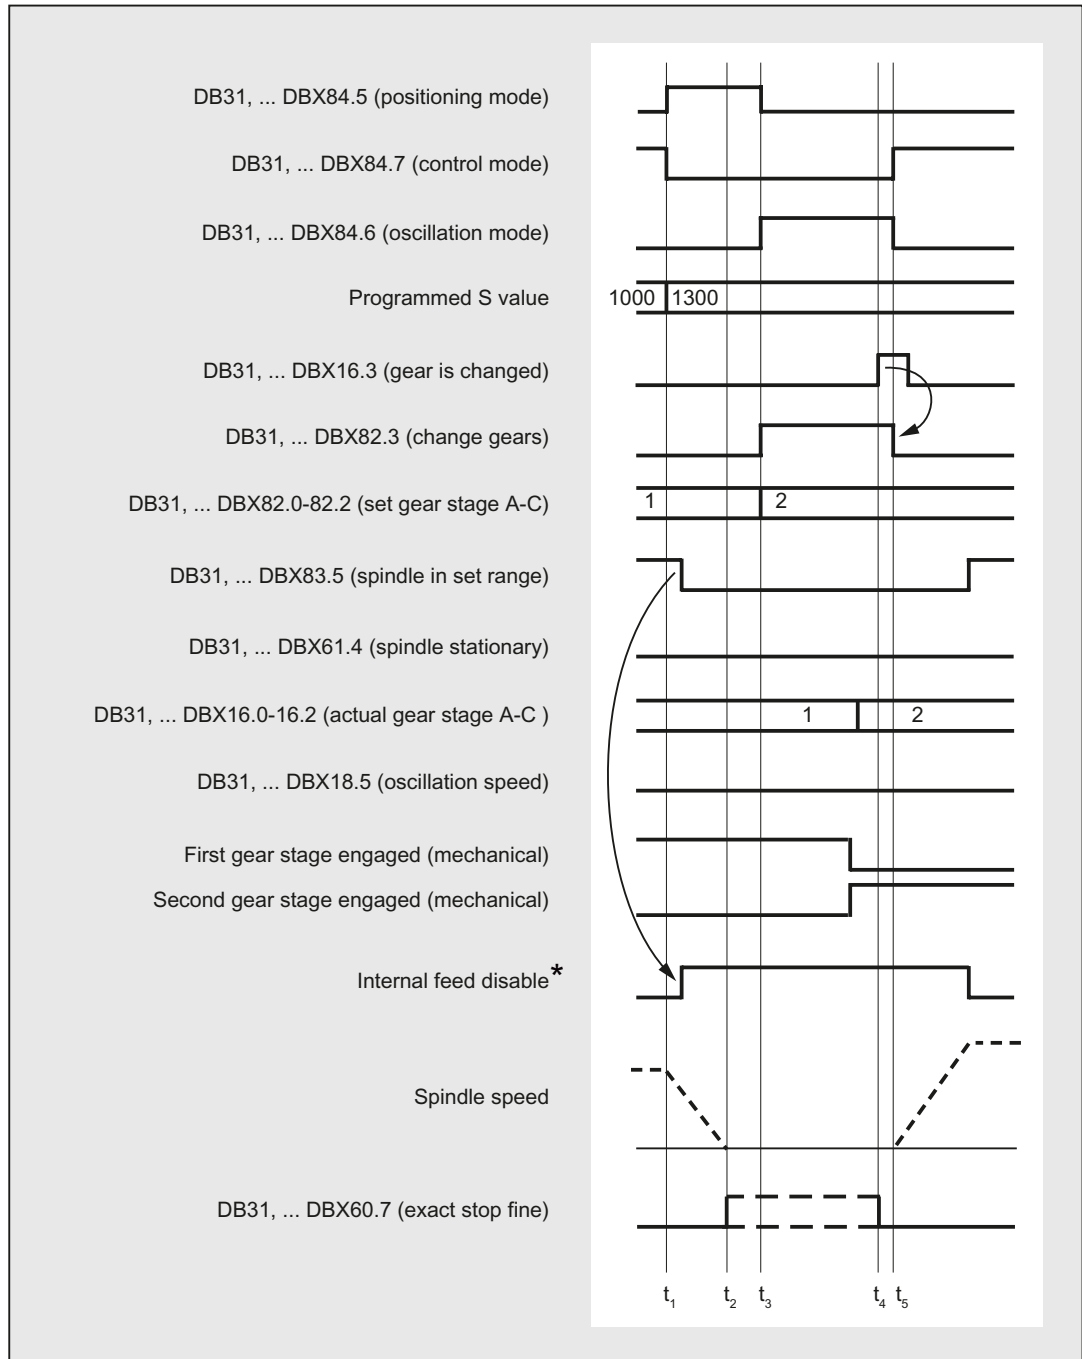 DB31, ... DBX84.5 (positioning mode)
DB31, ... DBX84.7 (control mode)
DB31, ... DBX84.6 (oscillation mode)
Programmed S value 1000 1300
DB31, ... DBX16.3 (gear is changed)
DB31, ... DBX82.3 (change gears)
DB31, ... DBX82.0-82.2 (set gear stage A-C) 1 2
DB31, ... DBX83.5 (spindle in set range)
DB31, ... DBX61.4 (spindle stationary)
DB31, ... DBX16.0-16.2 (actual gear stage A-C ) 1 2
DB31, ... DBX18.5 (oscillation speed)
First gear stage engaged (mechanical)
Second gear stage engaged (mechanical)
Internal feed disable*
Spindle speed
DB31, ... DBX60.7 (exact stop fine)
t1 t2 t3 t4 t5